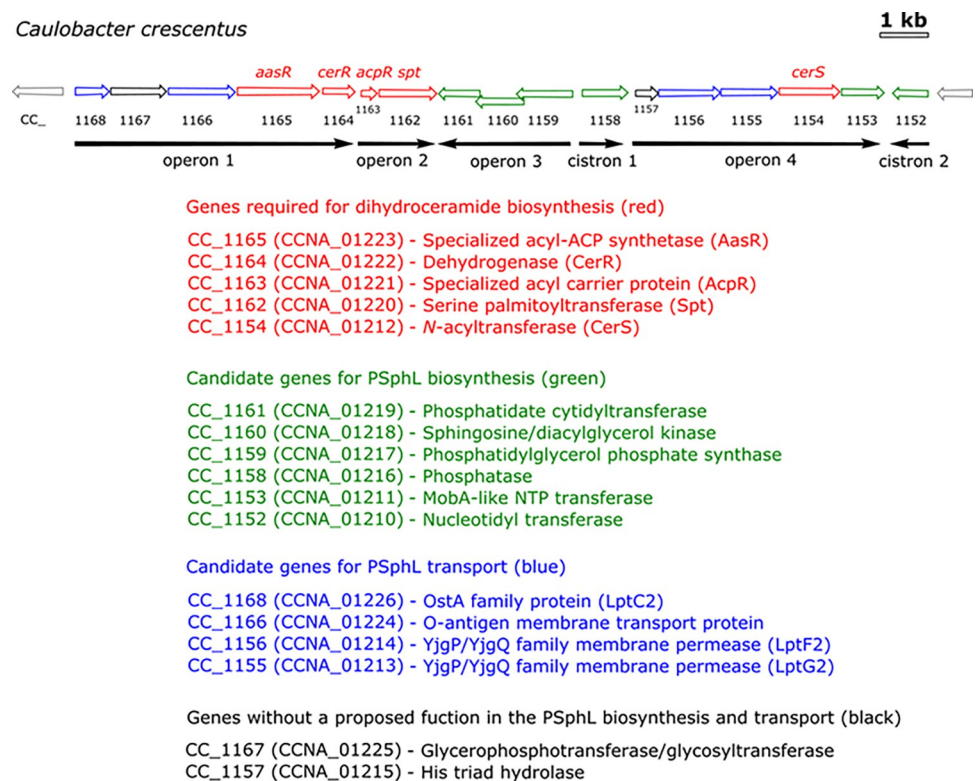 Caulobacter crescentus
1 kb
aasR cerR acpR spt cerS
CC_ 1168 1167 1166 1165 1164 1163 1162 1161 1160 1159 1158 1157 1156 1155 1154 1153 1152
operon 1 operon 2 operon 3 cistron 1 operon 4 cistron 2
Genes required for dihydroceramide biosynthesis (red)
CC_1165 (CCNA_01223) - Specialized acyl-ACP synthetase (AasR)
CC_1164 (CCNA_01222) - Dehydrogenase (CerR)
CC_1163 (CCNA_01221) - Specialized acyl carrier protein (AcpR)
CC_1162 (CCNA_01220) - Serine palmitoyltransferase (Spt)
CC_1154 (CCNA_01212) - N-acyltransferase (CerS)
Candidate genes for PSphL biosynthesis (green)
CC_1161 (CCNA_01219) - Phosphatidate cytidyltransferase
CC_1160 (CCNA_01218) - Sphingosine/diacylglycerol kinase
CC_1159 (CCNA_01217) - Phosphatidylglycerol phosphate synthase
CC_1158 (CCNA_01216) - Phosphatase
CC_1153 (CCNA_01211) - MobA-like NTP transferase
CC_1152 (CCNA_01210) - Nucleotidyl transferase
Candidate genes for PSphL transport (blue)
CC_1168 (CCNA_01226) - OstA family protein (LptC2)
CC_1166 (CCNA_01224) - O-antigen membrane transport protein
CC_1156 (CCNA_01214) - YjgP/YjgQ family membrane permease (LptF2)
CC_1155 (CCNA_01213) - YjgP/YjgQ family membrane permease (LptG2)
Genes without a proposed fuction in the PSphL biosynthesis and transport (black)
CC_1167 (CCNA_01225) - Glycerophosphotransferase/glycosyltransferase
CC_1157 (CCNA_01215) - His triad hydrolase